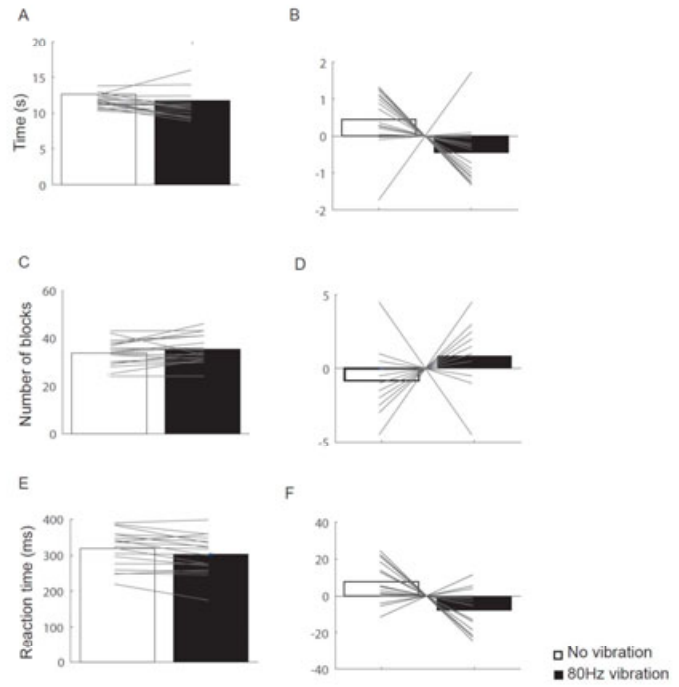 A
B
20
15
10
5
0
Time (s)
2
1
0
-1
-2
C
D
60
40
20
0
Number of blocks
5
0
-5
E
F
400
300
200
100
0
Reaction time (ms)
40
20
0
-20
-40
No vibration
80Hz vibration